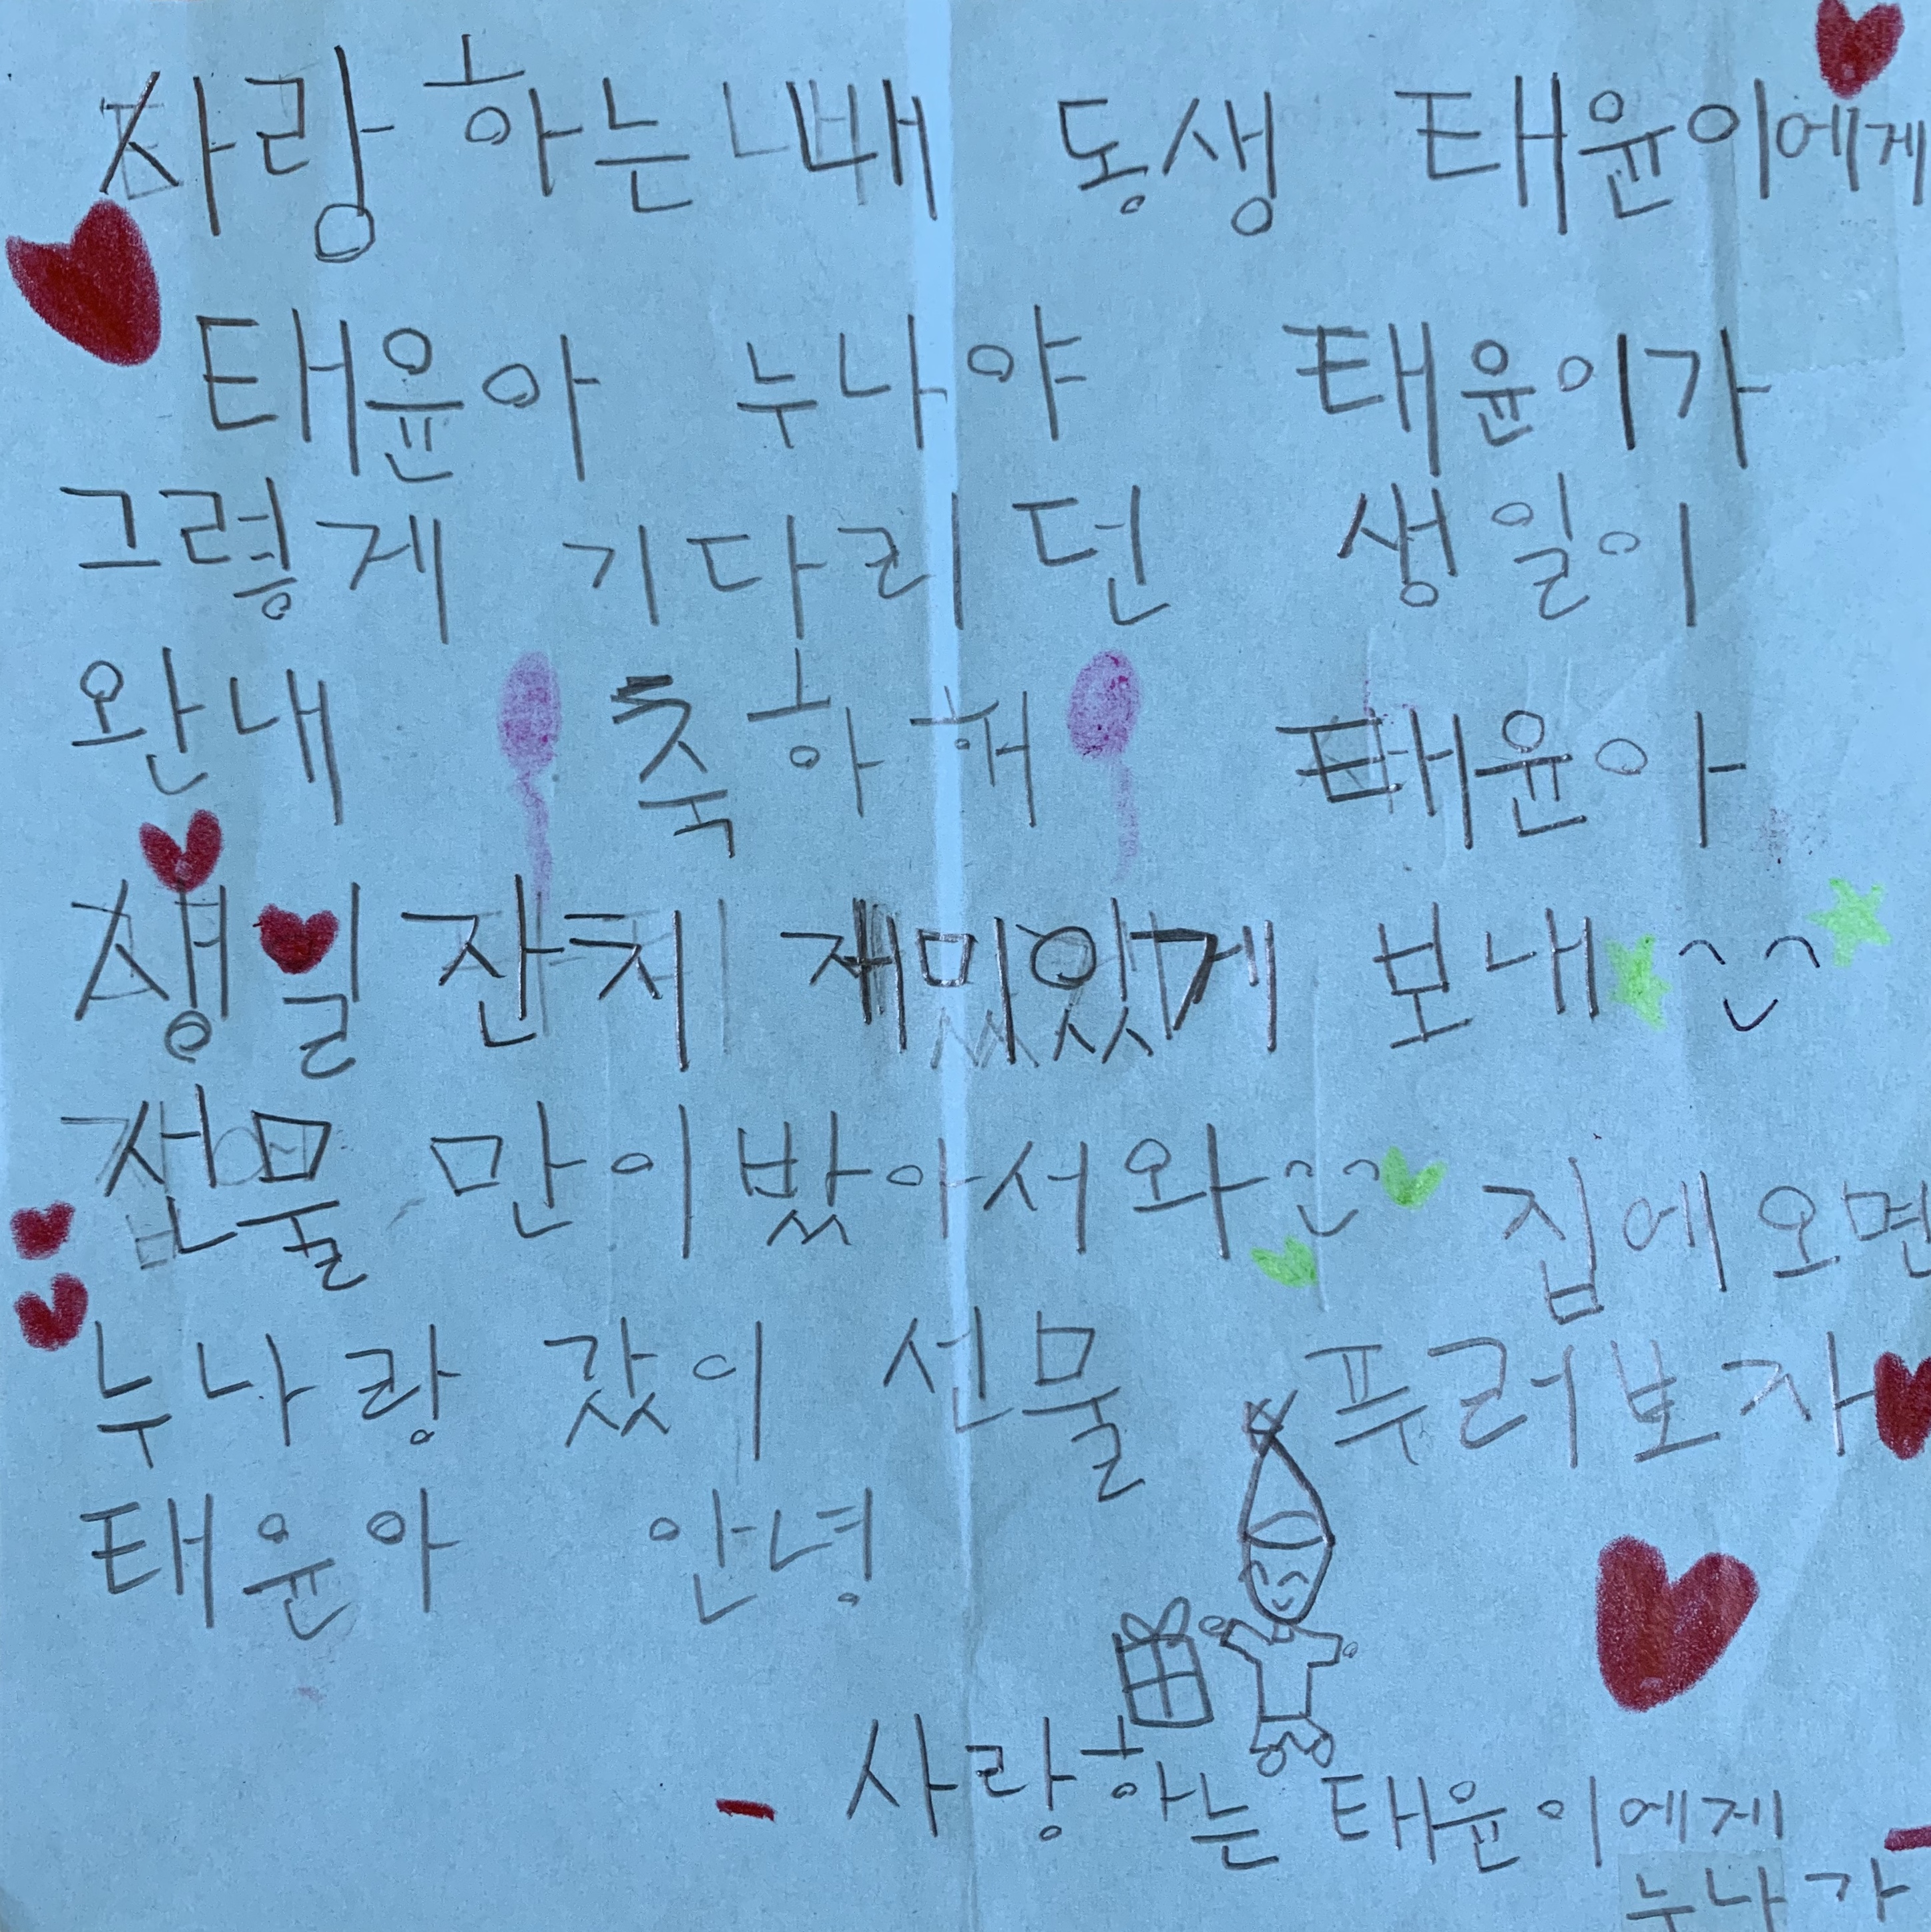 사랑하는 내 동생 태윤이에게
태윤아 누나야 태윤이가
그렇게 기다리던 생일이
완내 축하해 태윤아
생일 잔치 재미있게 보내
선물 만이 밨아서와 집에오면
누나랑 갔이 선물 푸러보자
태윤아 안녕
- 사랑하는 태윤이에게 -
누나가